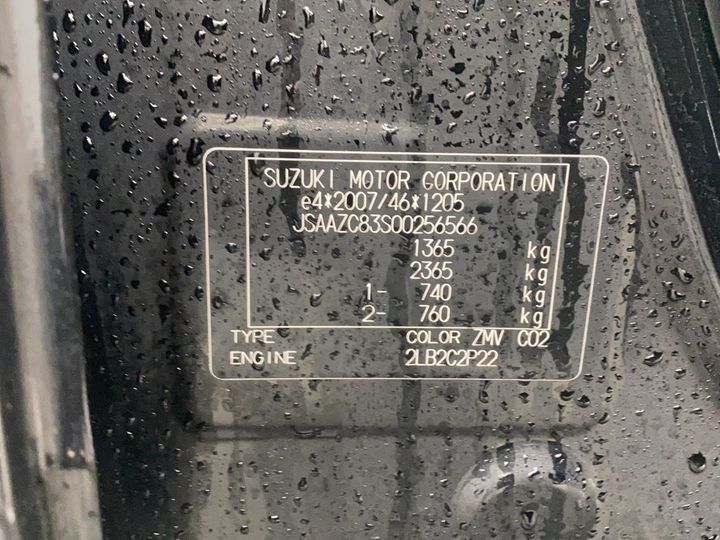 SUZUKI MOTOR CORPORATION
e4*2007/46*1205
JSAAZC83S00256566
1365 kg
2365 kg
1- 740 kg
2- 760 kg
TYPE COLOR ZMV C02
ENGINE 2LB2C2P22